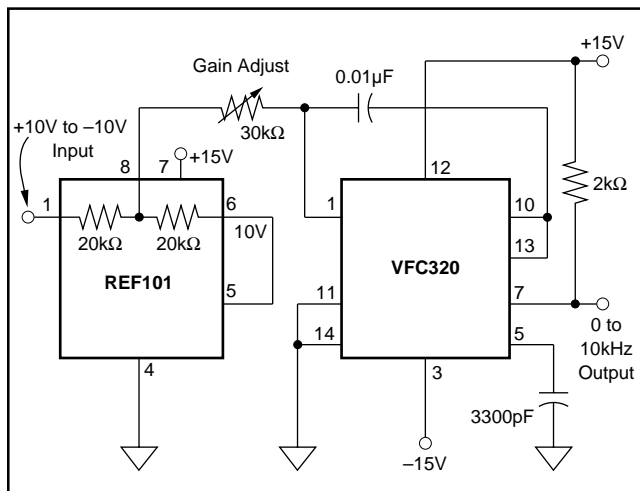 +15V
Gain Adjust
0.01µF
30kΩ
+10V to –10V
Input
8
7
+15V
12
2kΩ
1
6
1
10
20kΩ
20kΩ
10V
13
REF101
5
VFC320
11
7
14
5
0 to
10kHz
Output
4
3
3300pF
–15V